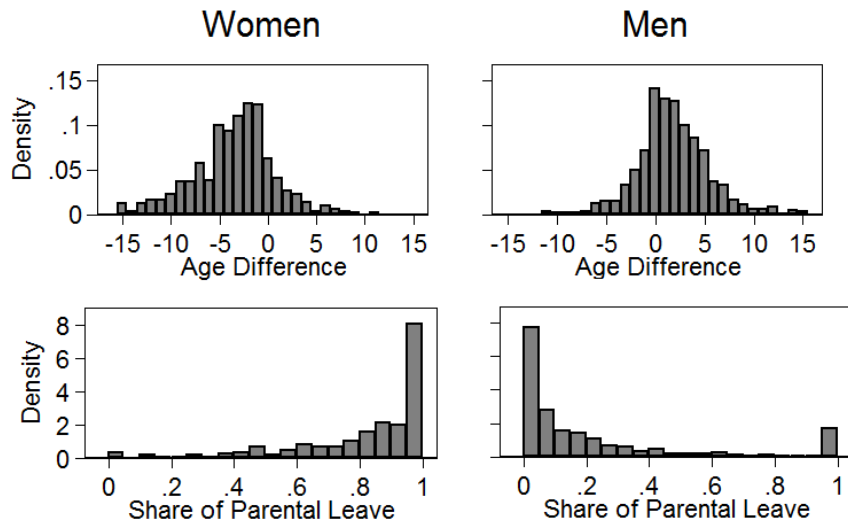 Women
Men
Density
.15
.1
.05
0
-15 -10 -5 0 5 10 15
Age Difference
-15 -10 -5 0 5 10 15
Age Difference
Density
8
6
4
2
0
0 .2 .4 .6 .8 1
Share of Parental Leave
0 .2 .4 .6 .8 1
Share of Parental Leave